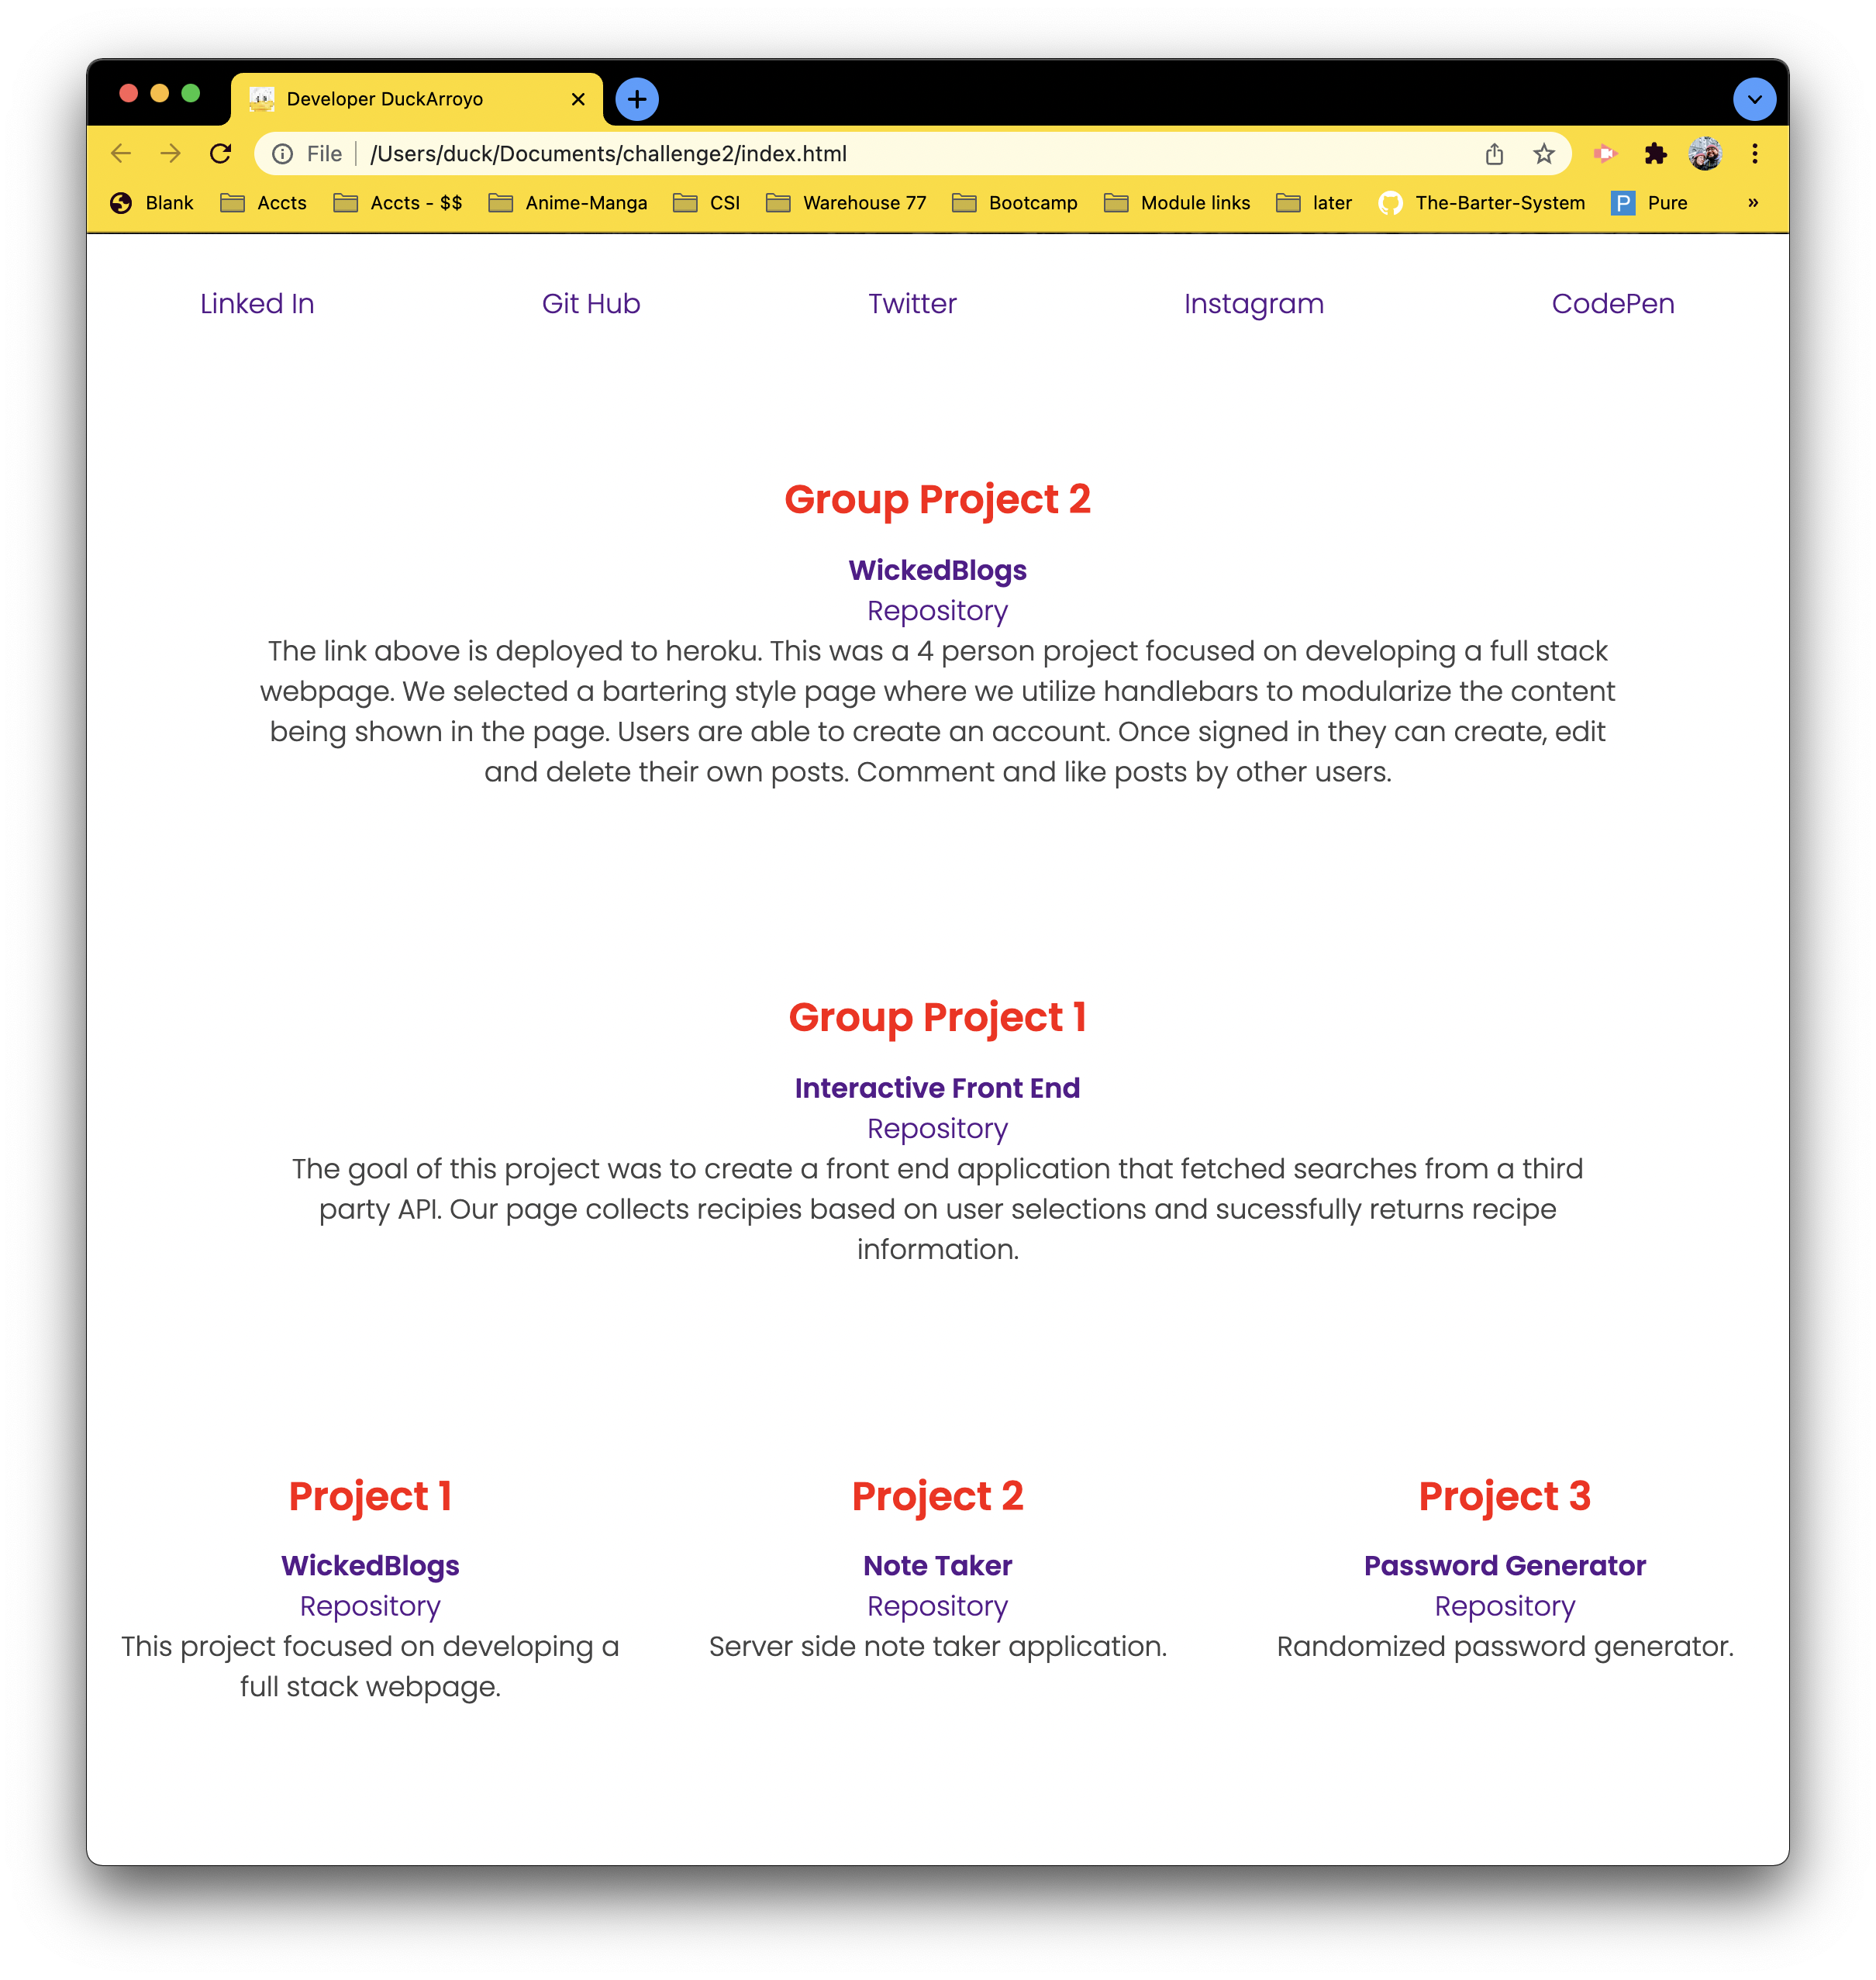 Developer DuckArroyo
File /Users/duck/Documents/challenge2/index.html
Blank Accts Accts - $$ Anime-Manga CSI Warehouse 77 Bootcamp Module links later The-Barter-System P Pure »
Linked In Git Hub Twitter Instagram CodePen
Group Project 2
WickedBlogs
Repository
The link above is deployed to heroku. This was a 4 person project focused on developing a full stack
webpage. We selected a bartering style page where we utilize handlebars to modularize the content
being shown in the page. Users are able to create an account. Once signed in they can create, edit
and delete their own posts. Comment and like posts by other users.
Group Project 1
Interactive Front End
Repository
The goal of this project was to create a front end application that fetched searches from a third
party API. Our page collects recipies based on user selections and sucessfully returns recipe
information.
Project 1
WickedBlogs
Repository
This project focused on developing a
full stack webpage.
Project 2
Note Taker
Repository
Server side note taker application.
Project 3
Password Generator
Repository
Randomized password generator.